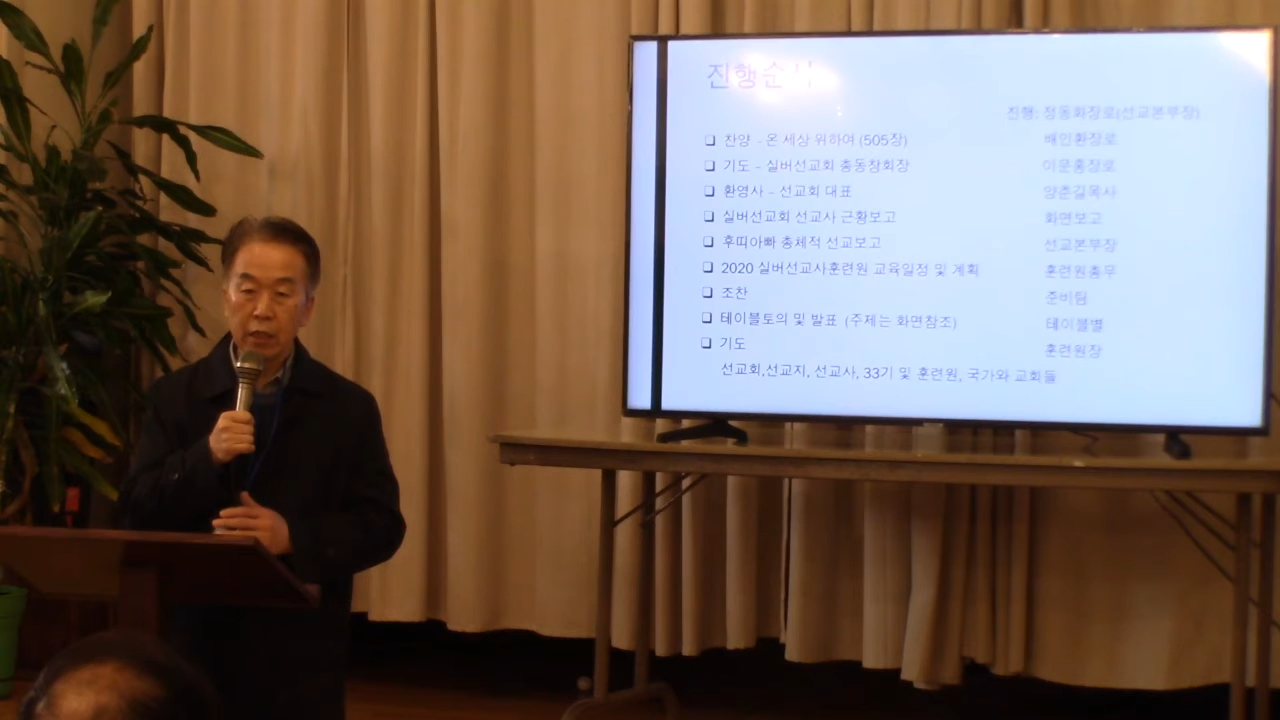 진행순서
진행: 정동화장로(선교본부장)
❑ 찬양 - 온 세상 위하여 (505장) 배인환장로
❑ 기도 – 실버선교회 총동창회장 이운홍장로
❑ 환영사 – 선교회 대표 양춘길목사
❑ 실버선교회 선교사 근황보고 화면보고
❑ 후띠아빠 총체적 선교보고 선교본부장
❑ 2020 실버선교사훈련원 교육일정 및 계획 훈련원총무
❑ 조찬 준비팀
❑ 테이블토의 및 발표 (주제는 화면참조) 테이블별
❑ 기도 훈련원장
선교회,선교지, 선교사, 33기 및 훈련원, 국가와 교회들